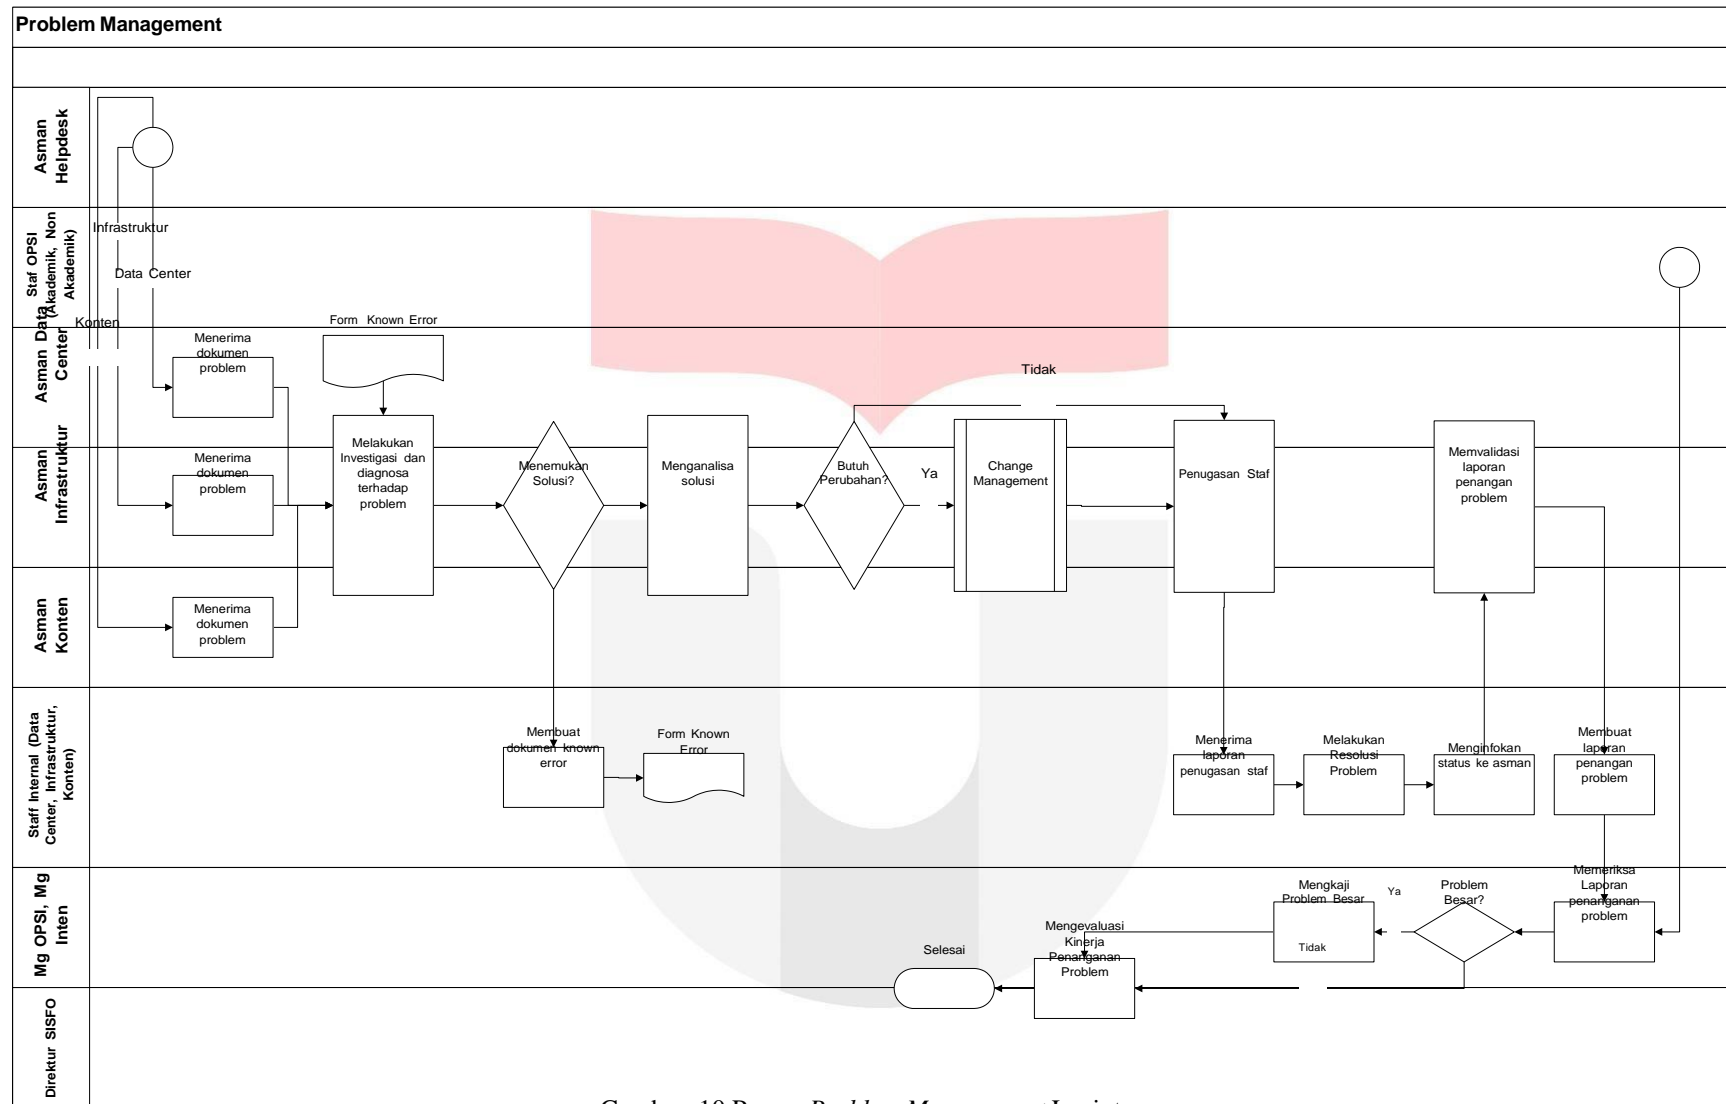 Problem Management
Asman
Helpdesk
Staf OPSI
(Akademik, Non
Akademik)
Infrastruktur
Data Center
Konten
Asman Data
Center
Menerima
dokumen
problem
Form Known Error
Tidak
Asman
Infrastruktur
Menerima
dokumen
problem
Melakukan
Investigasi dan
diagnosa
terhadap
problem
Menemukan
Solusi?
Menganalisa
solusi
Butuh
Perubahan?
Ya
Change
Management
Penugasan Staf
Memvalidasi
laporan
penangan
problem
Asman
Konten
Menerima
dokumen
problem
Staff Internal (Data
Center, Infrastruktur,
Konten)
Membuat
dokumen known
error
Form Known
Error
Menerima
laporan
penugasan staf
Melakukan
Resolusi
Problem
Menginfokan
status ke asman
Membuat
laporan
penangan
problem
Mg OPSI, Mg
Inten
Selesai
Mengevaluasi
Kinerja
Penanganan
Problem
Mengkaji
Problem Besar
Tidak
Ya
Problem
Besar?
Memeriksa
Laporan
penanganan
problem
Direktur SISFO